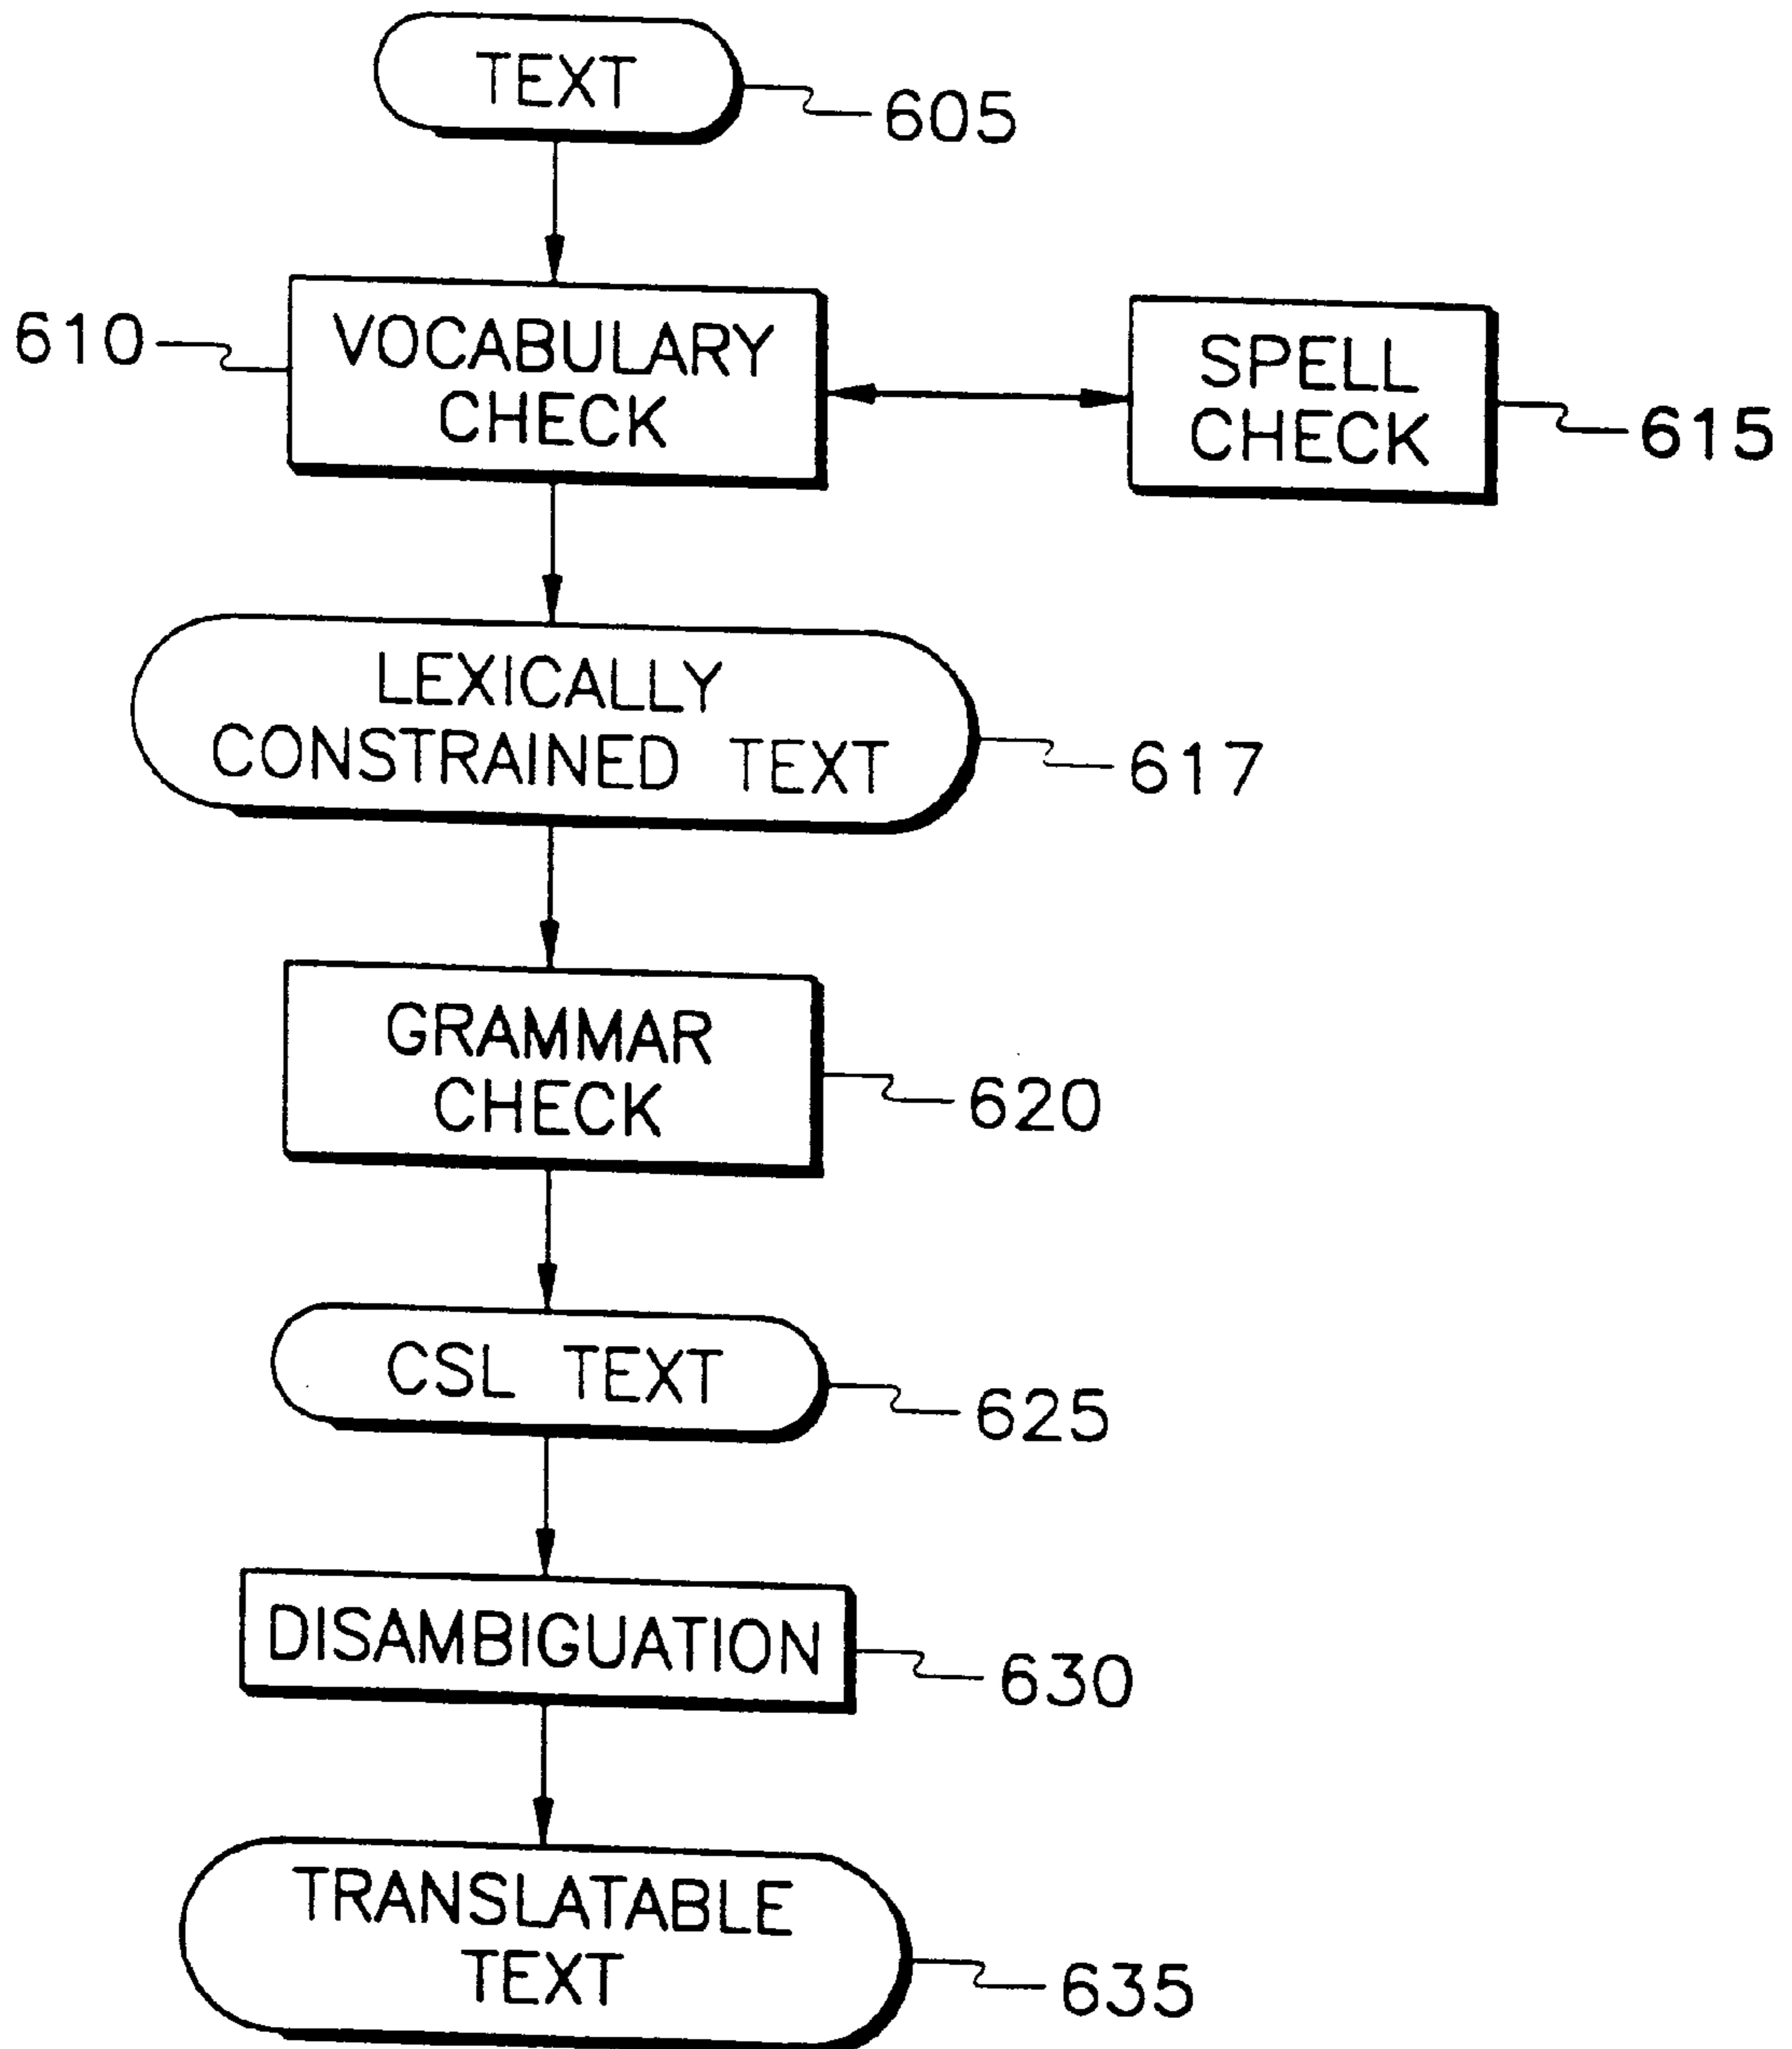 TEXT
605
610
VOCABULARY
CHECK
SPELL
CHECK
615
LEXICALLY
CONSTRAINED TEXT
617
GRAMMAR
CHECK
620
CSL TEXT
625
DISAMBIGUATION
630
TRANSLATABLE
TEXT
635